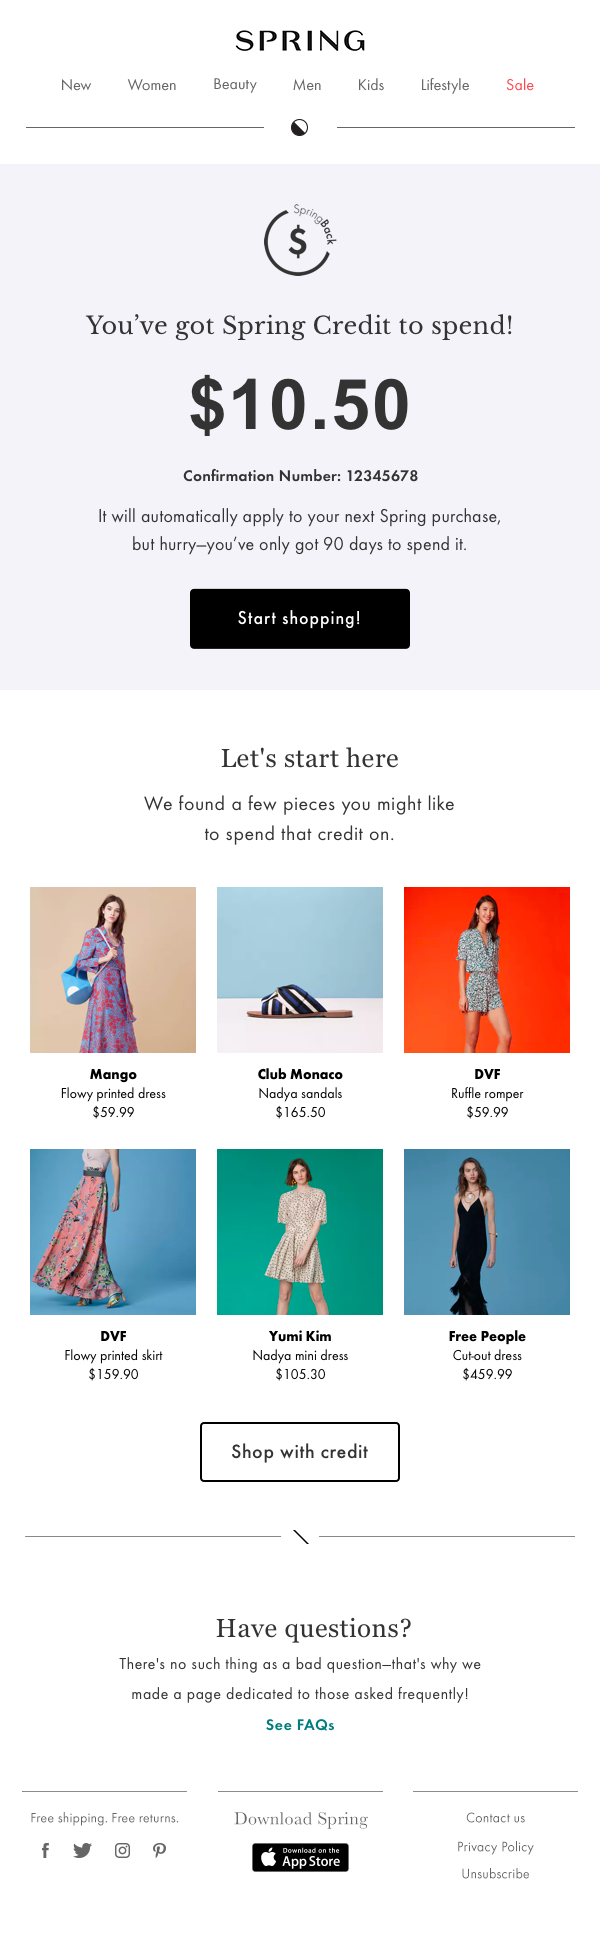 SPRING
New Women Beauty Men Kids Lifestyle Sale
SpringBack
$
You’ve got Spring Credit to spend!
$10.50
Confirmation Number: 12345678
It will automatically apply to your next Spring purchase,
but hurry—you’ve only got 90 days to spend it.
Start shopping!
Let's start here
We found a few pieces you might like
to spend that credit on.
Mango
Flowy printed dress
$59.99
Club Monaco
Nadya sandals
$165.50
DVF
Ruffle romper
$59.99
DVF
Flowy printed skirt
$159.90
Yumi Kim
Nadya mini dress
$105.30
Free People
Cut-out dress
$459.99
Shop with credit
Have questions?
There's no such thing as a bad question—that's why we
made a page dedicated to those asked frequently!
See FAQs
Free shipping. Free returns.
Download Spring
Download on the
App Store
Contact us
Privacy Policy
Unsubscribe